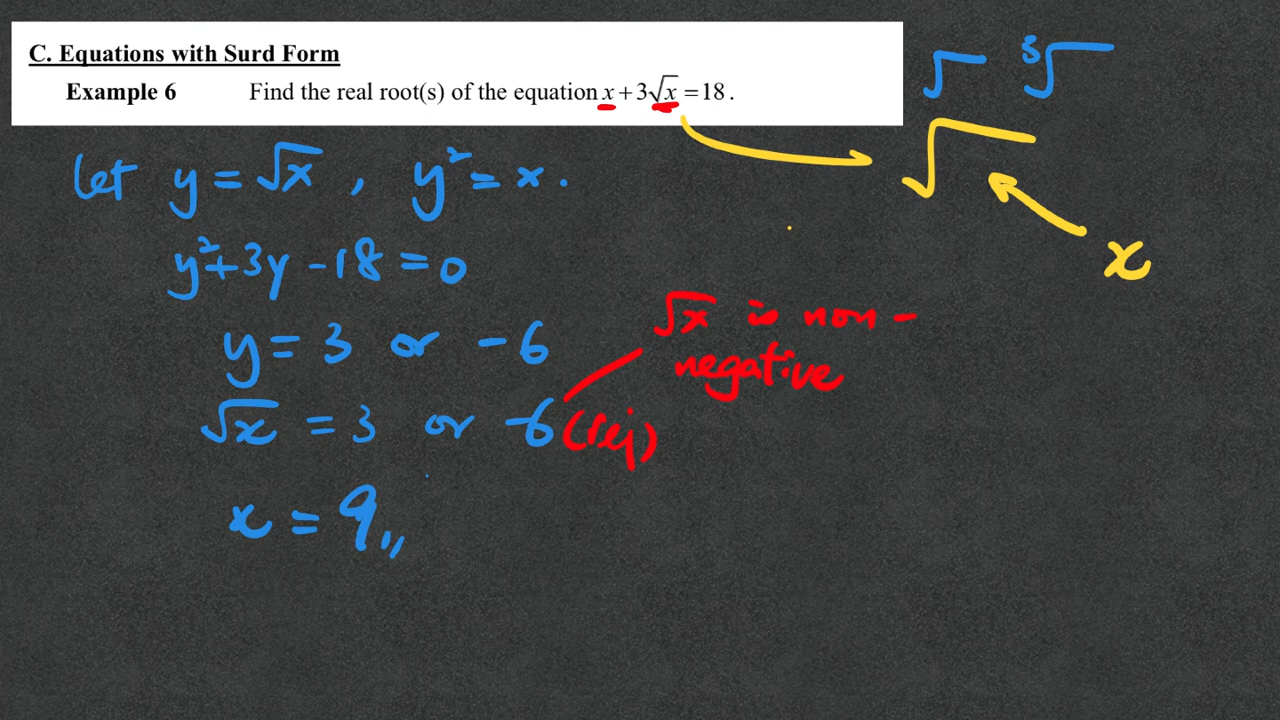 C. Equations with Surd Form
Example 6 Find the real root(s) of the equation x + 3√x = 18.
√ ³√
√
x
let y = √x , y² = x.
y² + 3y - 18 = 0
y = 3 or -6
√x is non-
negative
√x = 3 or -6 (rej)
x = 9,,